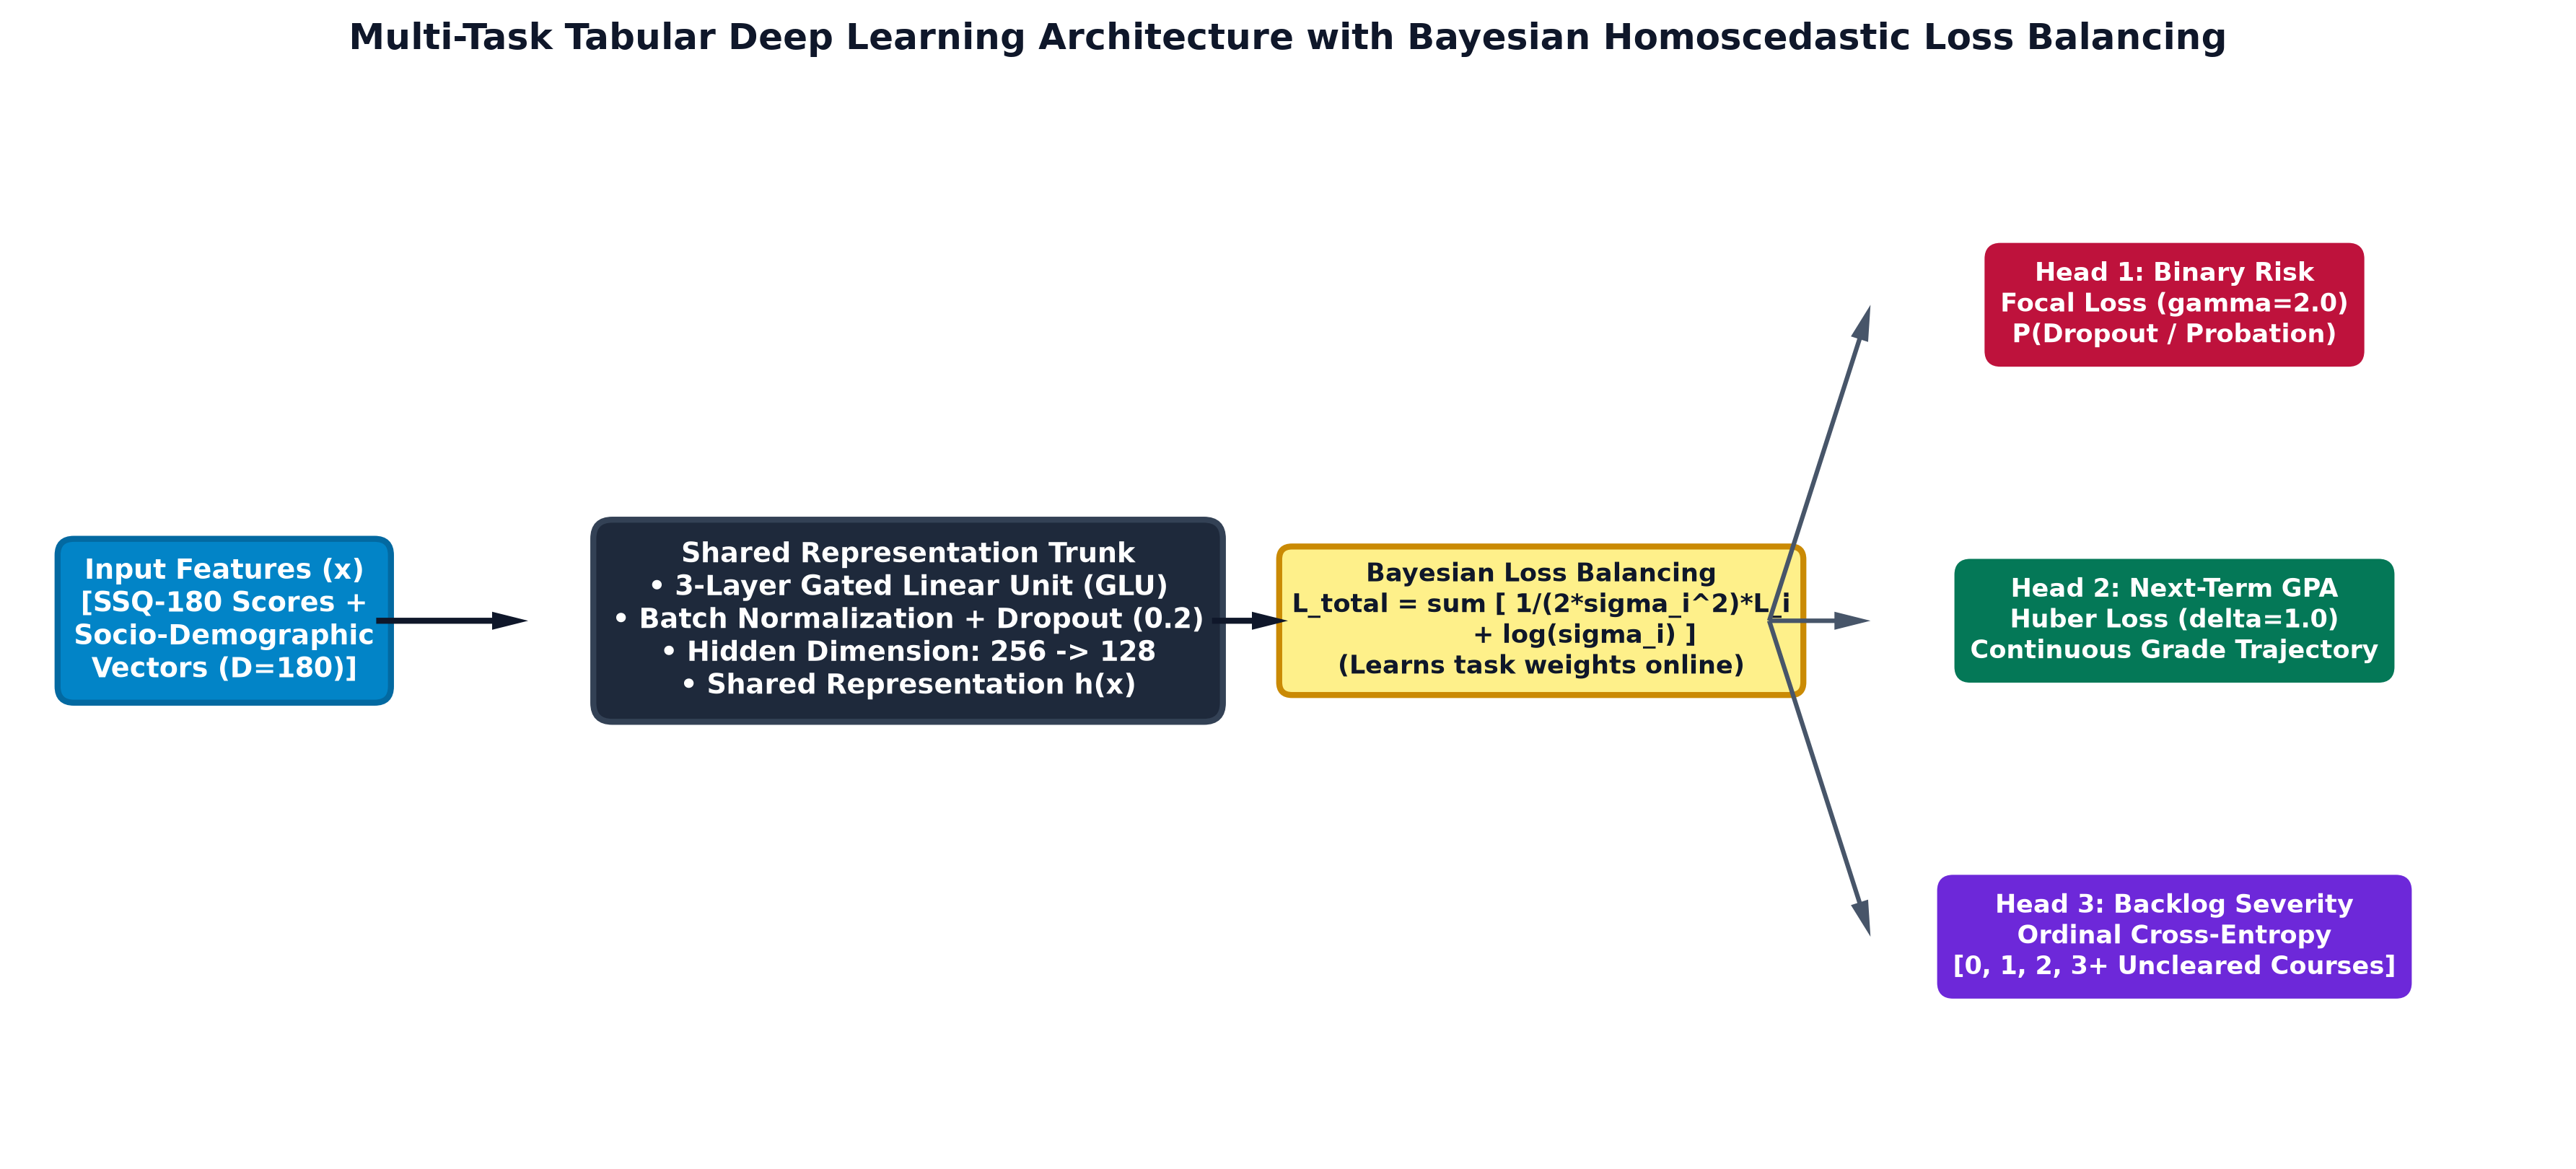 Multi-Task Tabular Deep Learning Architecture with Bayesian Homoscedastic Loss Balancing
Input Features (x)
[SSQ-180 Scores +
Socio-Demographic
Vectors (D=180)]
Shared Representation Trunk
• 3-Layer Gated Linear Unit (GLU)
• Batch Normalization + Dropout (0.2)
• Hidden Dimension: 256 -> 128
• Shared Representation h(x)
Bayesian Loss Balancing
L_total = sum [ 1/(2*sigma_i^2)*L_i
+ log(sigma_i) ]
(Learns task weights online)
Head 1: Binary Risk
Focal Loss (gamma=2.0)
P(Dropout / Probation)
Head 2: Next-Term GPA
Huber Loss (delta=1.0)
Continuous Grade Trajectory
Head 3: Backlog Severity
Ordinal Cross-Entropy
[0, 1, 2, 3+ Uncleared Courses]